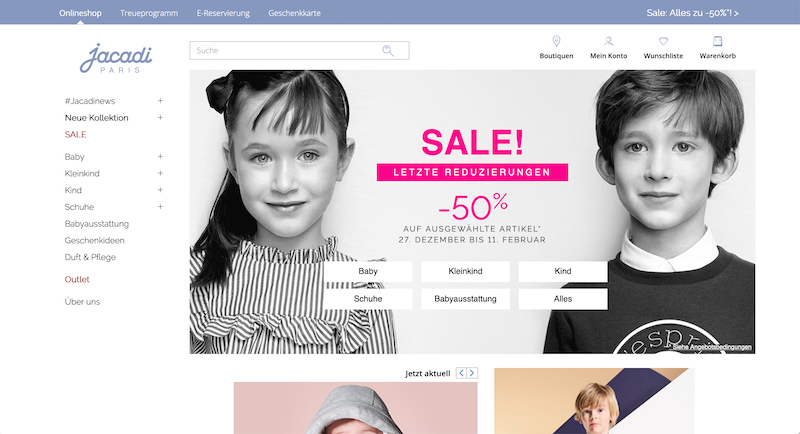 Onlineshop
Treueprogramm
E-Reservierung
Geschenkkarte
Sale: Alles zu -50%*! >
jacadi
PARIS
Suche
Boutiquen
Mein Konto
Wunschliste
Warenkorb
#Jacadinews +
Neue Kollektion +
SALE
Baby +
Kleinkind +
Kind +
Schuhe +
Babyausstattung
Geschenkideen
Duft & Pflege
Outlet
Über uns
SALE!
LETZTE REDUZIERUNGEN
-50%
AUF AUSGEWÄHLTE ARTIKEL*
27. DEZEMBER BIS 11. FEBRUAR
Baby
Kleinkind
Kind
Schuhe
Babyausstattung
Alles
* Siehe Angebotsbedingungen
Jetzt aktuell